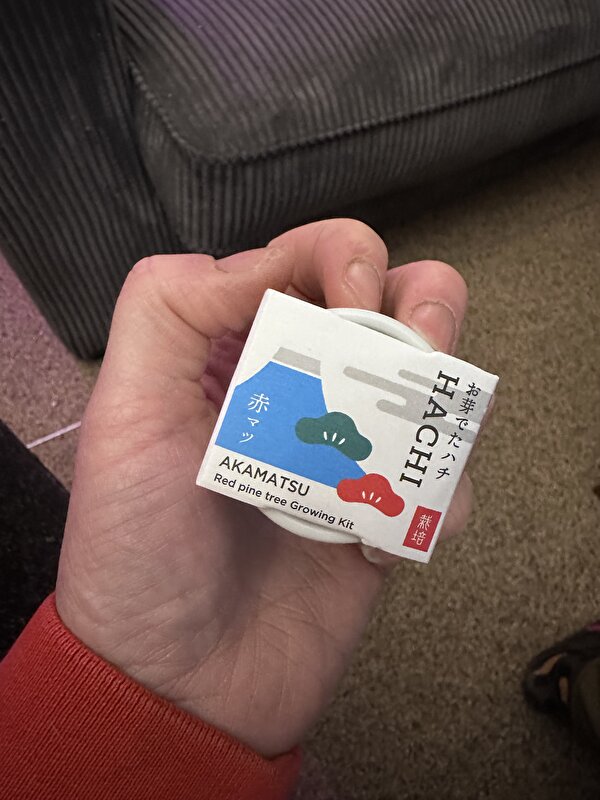 お芽でたハチ
HACHI
栽培
赤マツ
AKAMATSU
Red pine tree Growing Kit